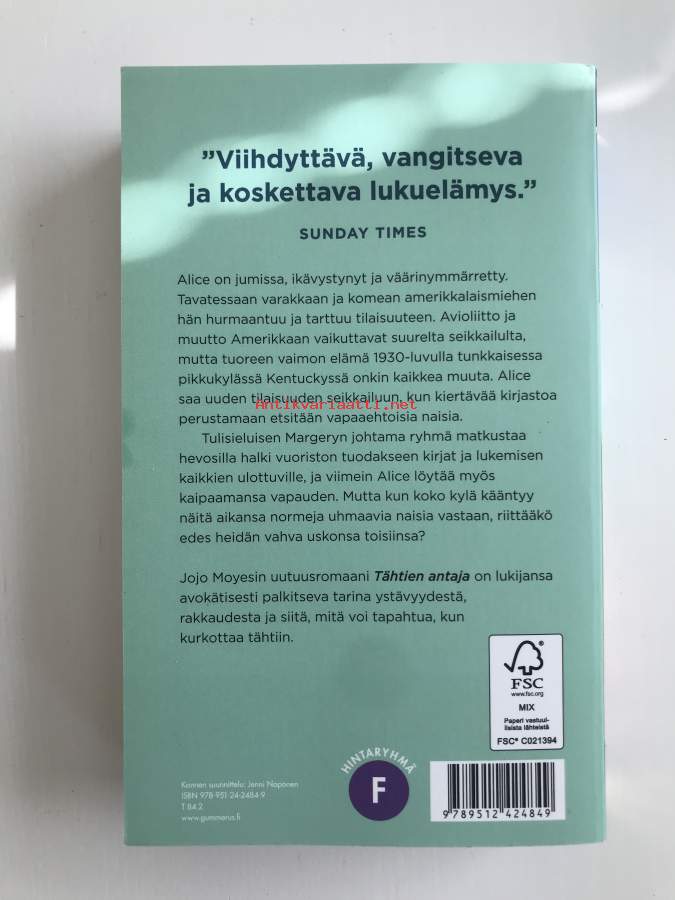 ”Viihdyttävä, vangitseva
ja koskettava lukuelämys.”
SUNDAY TIMES
Alice on jumissa, ikävystynyt ja väärinymmärretty.
Tavatessaan varakkaan ja komean amerikkalaismiehen
hän hurmaantuu ja tarttuu tilaisuuteen. Avioliitto ja
muutto Amerikkaan vaikuttavat suurelta seikkailulta,
mutta tuoreen vaimon elämä 1930-luvulla tunkkaisessa
pikkukylässä Kentuckyssä onkin kaikkea muuta. Alice
saa uuden tilaisuuden seikkailuun, kun kiertävää kirjastoa
Antikvariaatti.net
perustamaan etsitään vapaaehtoisia naisia.
Tulisieluisen Margeryn johtama ryhmä matkustaa
hevosilla halki vuoriston tuodakseen kirjat ja lukemisen
kaikkien ulottuville, ja viimein Alice löytää myös
kaipaamansa vapauden. Mutta kun koko kylä kääntyy
näitä aikansa normeja uhmaavia naisia vastaan, riittääkö
edes heidän vahva uskonsa toisiinsa?
Jojo Moyesin uutuusromaani Tähtien antaja on lukijansa
avokätisesti palkitseva tarina ystävyydestä,
rakkaudesta ja siitä, mitä voi tapahtua, kun
kurkottaa tähtiin.
FSC
www.fsc.org
MIX
Paperi vastuul-
lisista lähteistä
FSC® C021394
HINTARYHMÄ
F
Kannen suunnittelu: Jenni Noponen
ISBN 978-951-24-2484-9
T 84.2
www.gummerus.fi
9 789512 424849